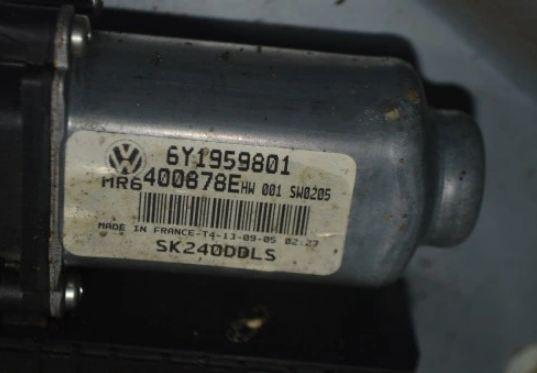 6Y1959801
MR6400878E HW 001 SW0205
MADE IN FRANCE-T4-13-09-05 02:27
SK240DDLS